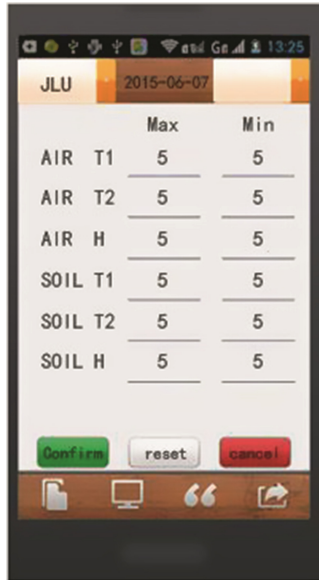 13:25
JLU 2015-06-07
Max Min
AIR T1 5 5
AIR T2 5 5
AIR H 5 5
SOIL T1 5 5
SOIL T2 5 5
SOIL H 5 5
Confirm reset cancel